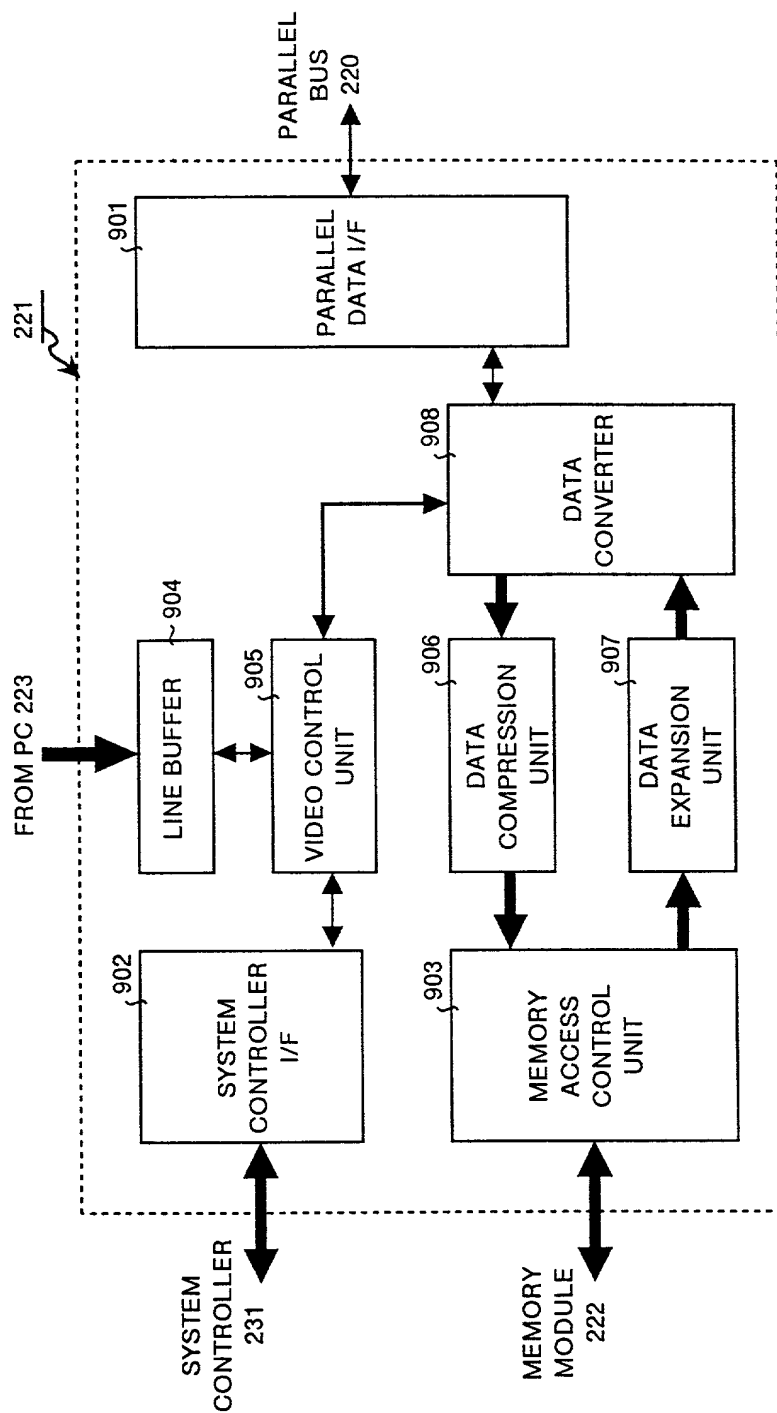 FROM PC 223
221
904
LINE BUFFER
902
SYSTEM
CONTROLLER
I/F
905
VIDEO CONTROL
UNIT
901
PARALLEL
DATA I/F
PARALLEL
BUS
220
SYSTEM
CONTROLLER
231
908
DATA
CONVERTER
906
DATA
COMPRESSION
UNIT
903
MEMORY
ACCESS
CONTROL
UNIT
907
DATA
EXPANSION
UNIT
MEMORY
MODULE
222